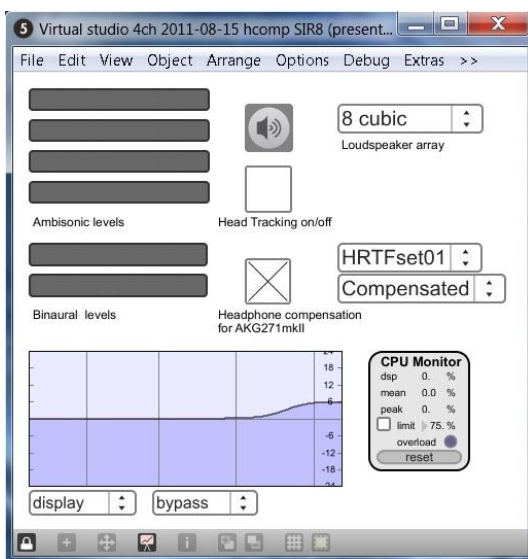 Virtual studio 4ch 2011-08-15 hcomp SIR8 (present...
File Edit View Object Arrange Options Debug Extras >>
8 cubic
Loudspeaker array
Ambisonic levels
Head Tracking on/off
HRTFset01
Compensated
Binaural levels
Headphone compensation
for AKG271mkII
24
18
12
6
-6
-12
-18
24
CPU Monitor
dsp 0. %
mean 0.0 %
peak 0. %
limit 75. %
overload
reset
display
bypass